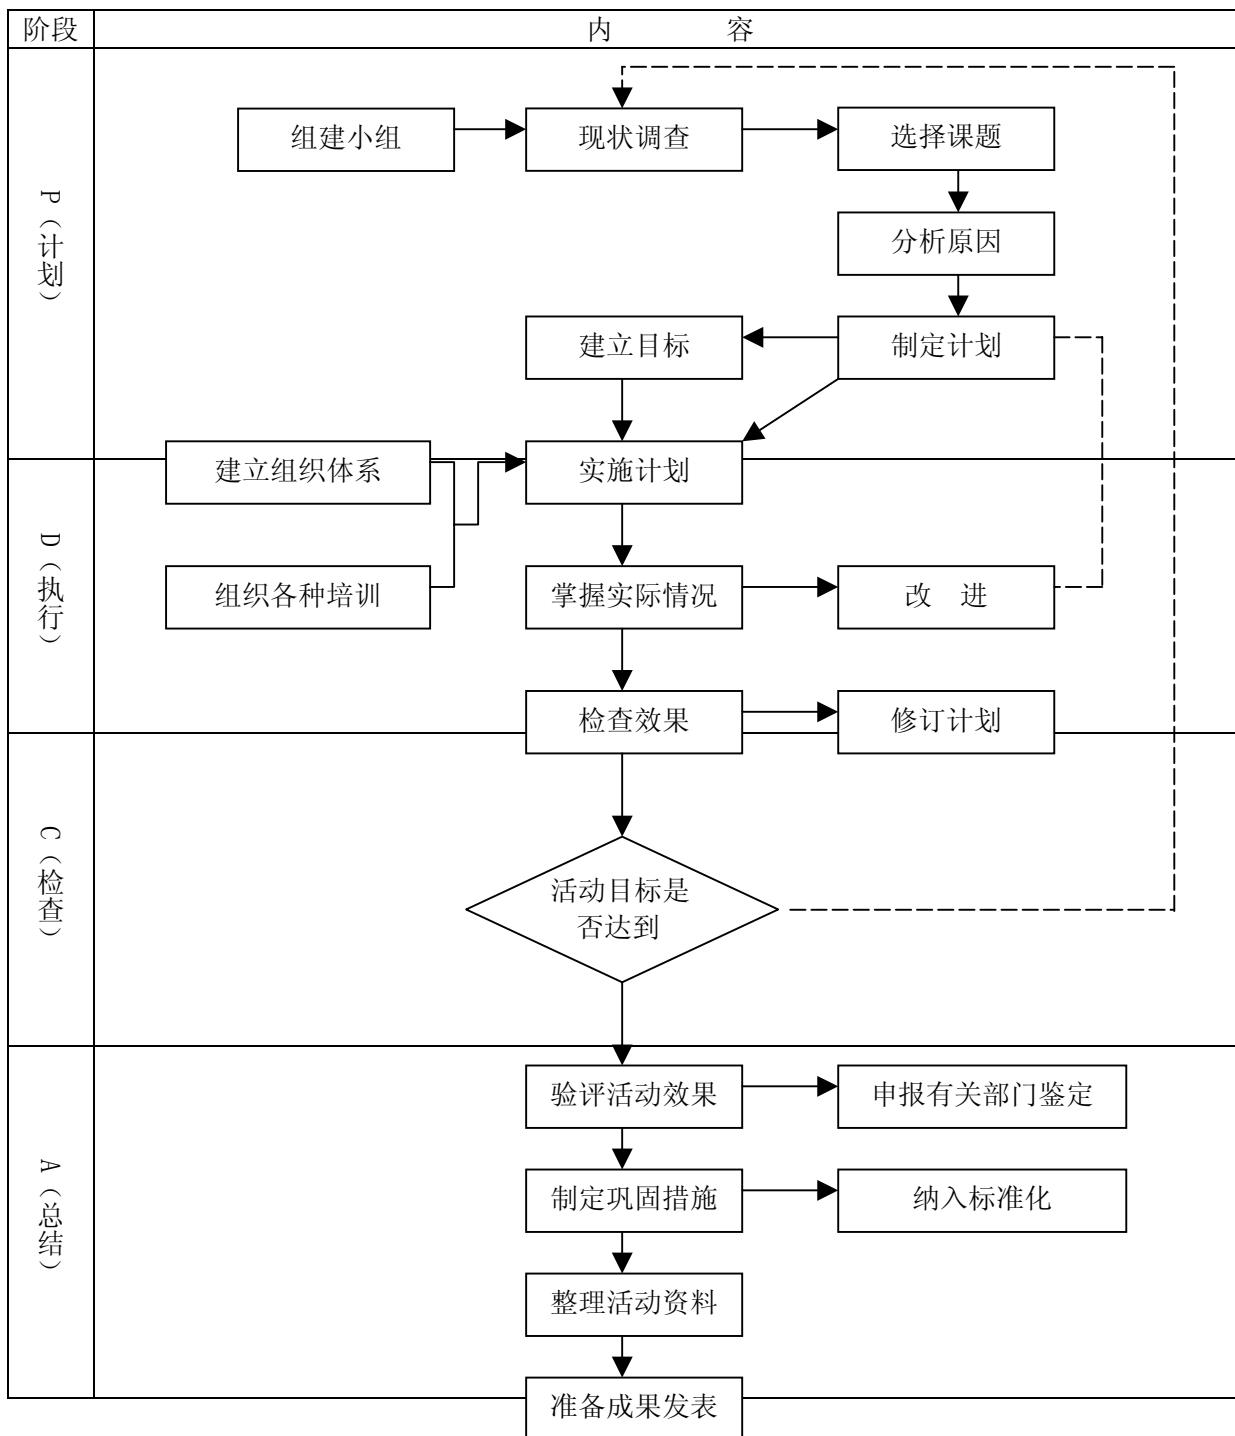 阶段
内 容
P（计划）
组建小组
现状调查
选择课题
分析原因
建立目标
制定计划
建立组织体系
实施计划
D（执行）
组织各种培训
掌握实际情况
改 进
检查效果
修订计划
C（检查）
活动目标是
否达到
A（总结）
验评活动效果
申报有关部门鉴定
制定巩固措施
纳入标准化
整理活动资料
准备成果发表